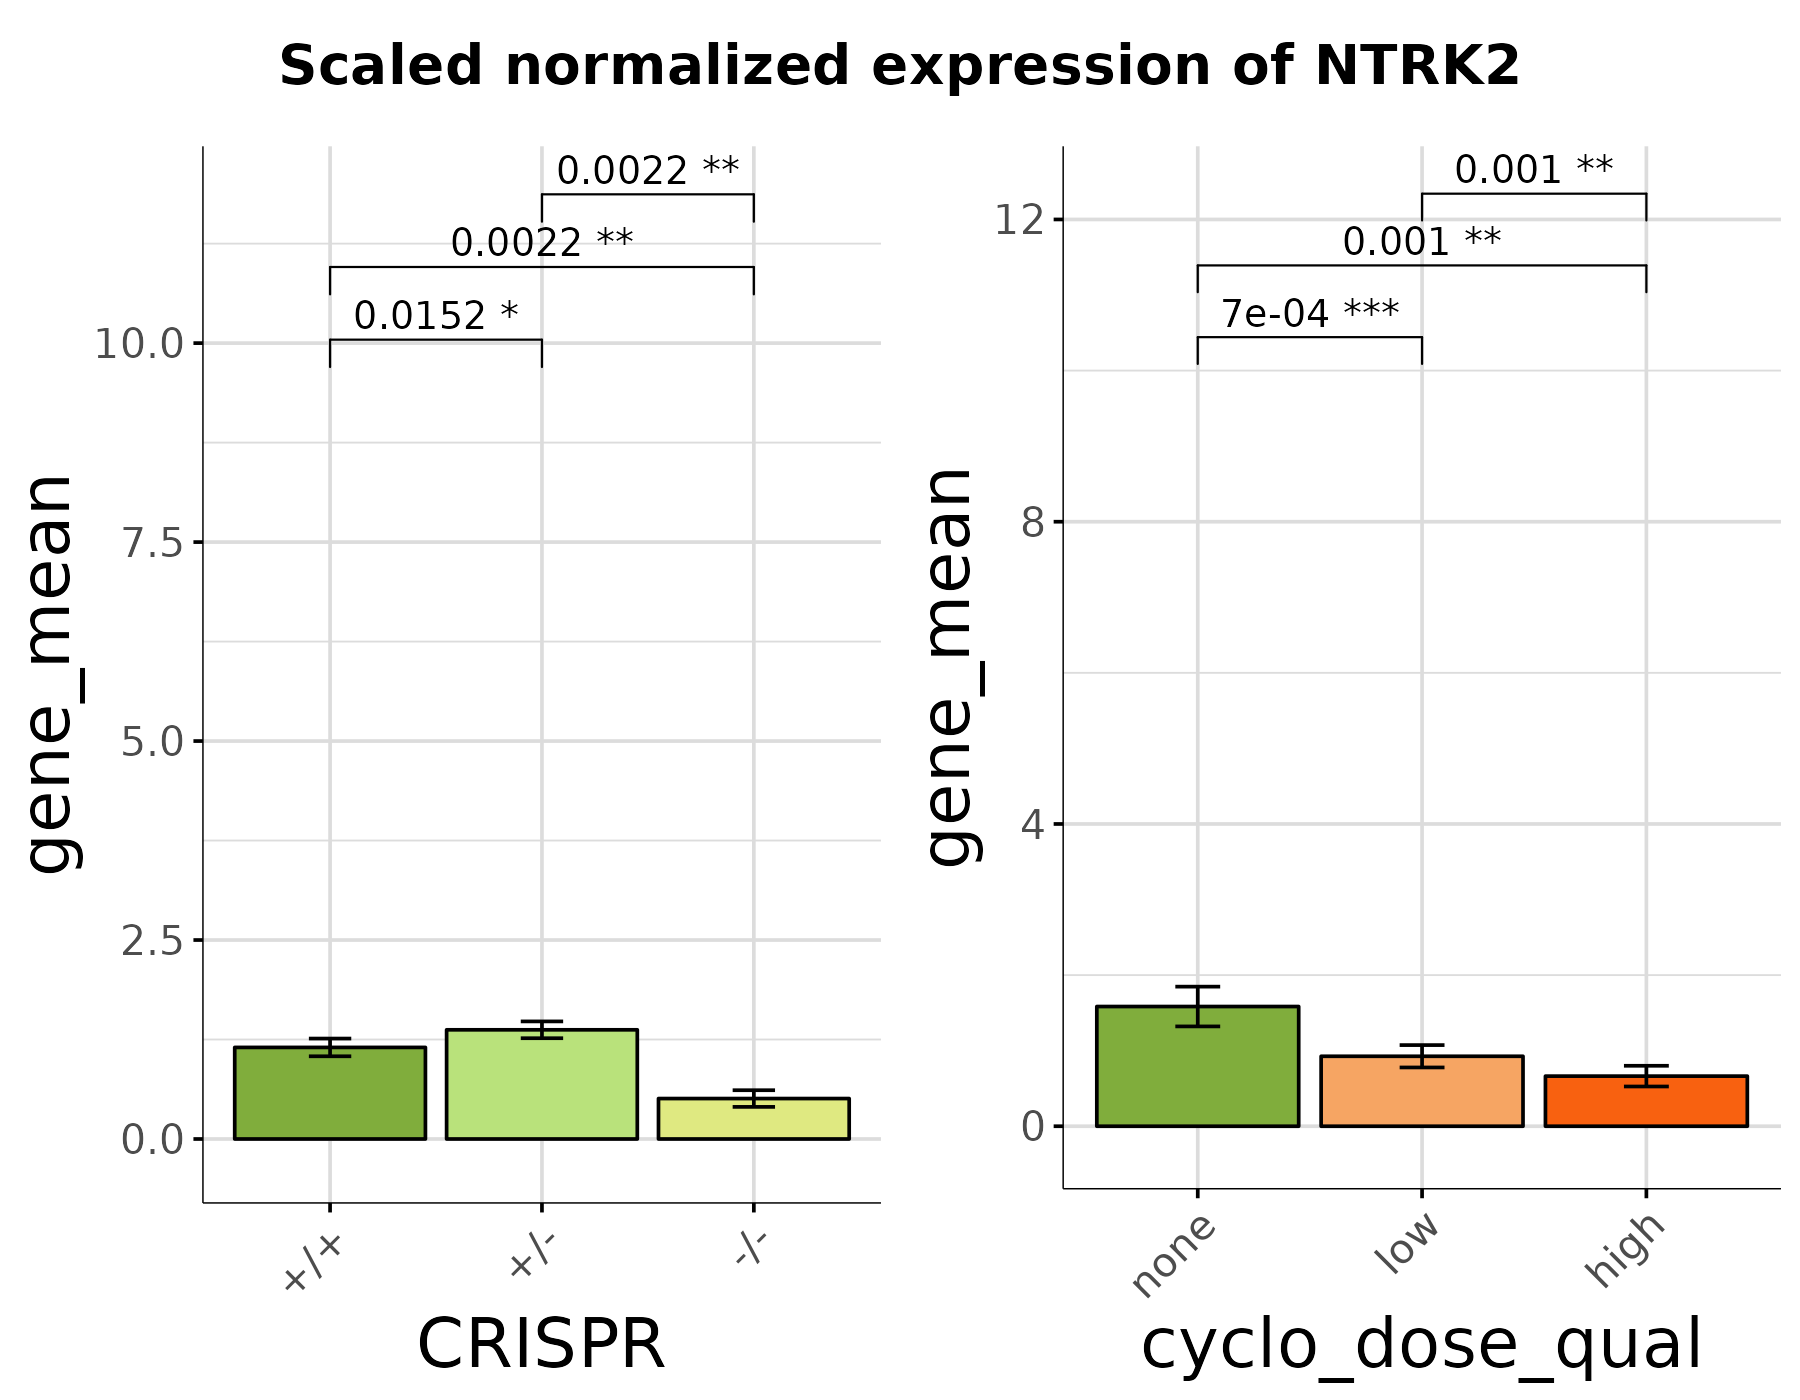 Scaled normalized expression of NTRK2
gene_mean
10.0
7.5
5.0
2.5
0.0
0.0022 **
0.0022 **
0.0152 *
+/+
+/-
-/-
CRISPR
gene_mean
12
8
4
0
0.001 **
0.001 **
7e-04 ***
none
low
high
cyclo_dose_qual